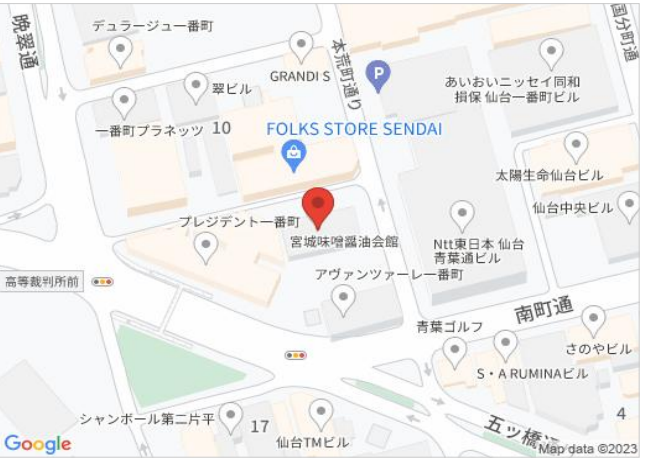 晩翠通
デュラージュ一番町
本荒町通り
国分町通
GRANDI S
P
翠ビル
あいおいニッセイ同和
損保 仙台一番町ビル
一番町プラネッツ
10
FOLKS STORE SENDAI
太陽生命仙台ビル
仙台中央ビル
プレジデント一番町
宮城味噌醤油会館
Ntt東日本 仙台
青葉通ビル
高等裁判所前
アヴァンツァーレ一番町
南町通
青葉ゴルフ
さのやビル
S・A RUMINAビル
シャンボール第二片平
17
仙台TMビル
五ツ橋通
4
Google
Map data ©2023